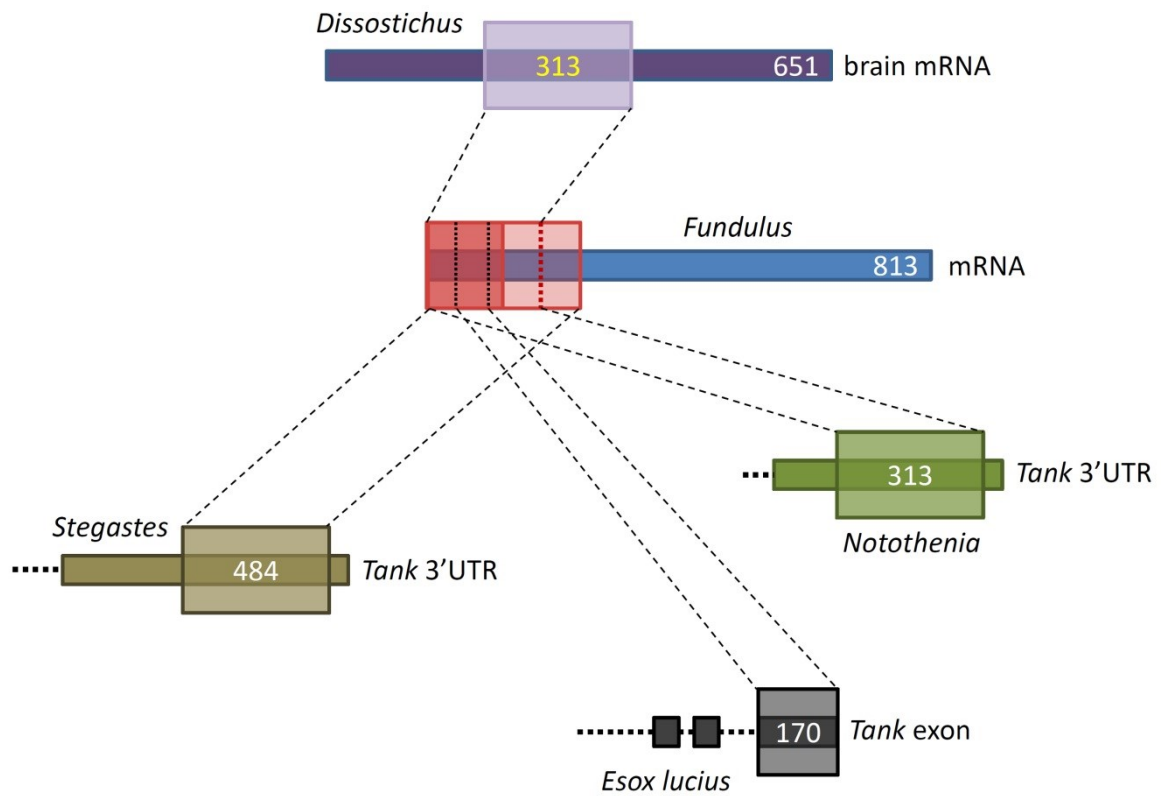 Dissostichus
313
651
brain mRNA
Fundulus
813
mRNA
313
Tank 3’UTR
Notothenia
Stegastes
484
Tank 3’UTR
170
Tank exon
Esox lucius